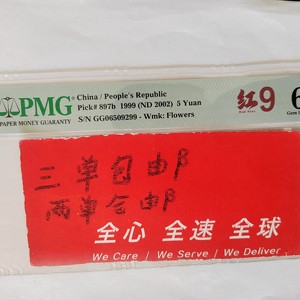 PMG
PAPER MONEY GUARANTY
China / People's Republic
Pick# 897b 1999 (ND 2002) 5 Yuan
S/N GG06509299 - Wmk: Flowers
红9
6
三单包邮
两单合邮
全心 全速 全球
We Care / We Serve / We Deliver